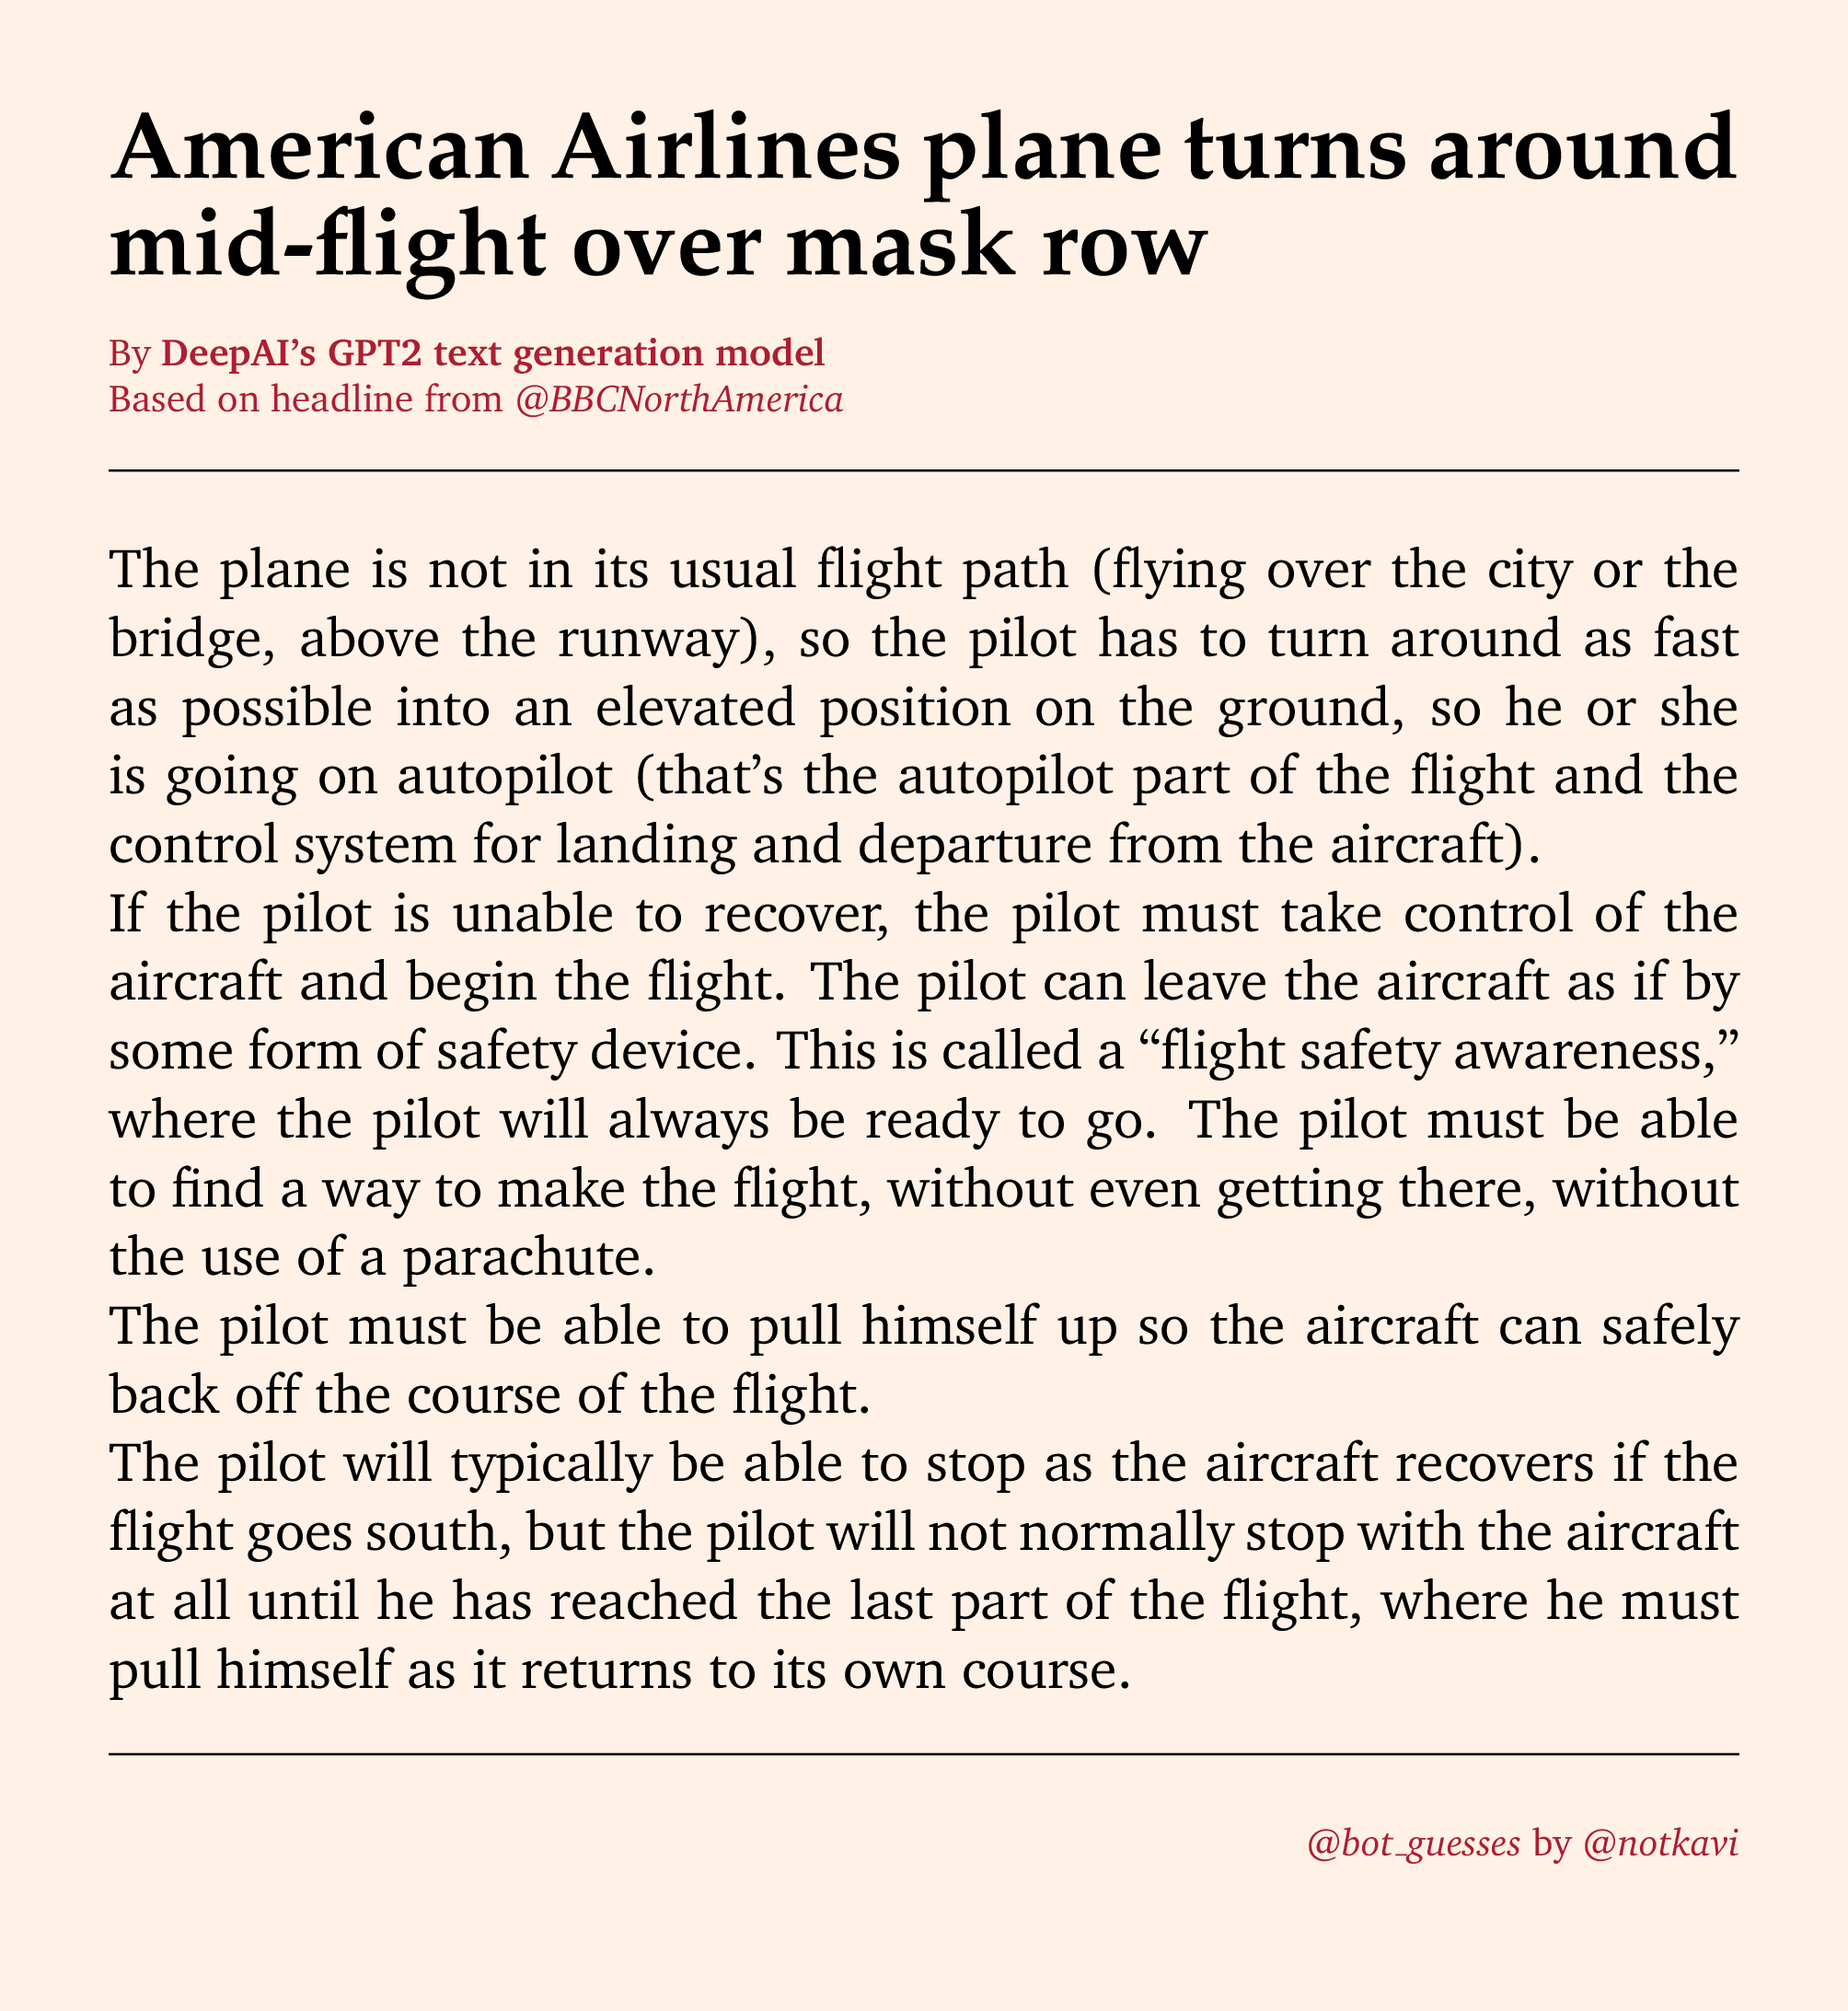 American Airlines plane turns around
mid-flight over mask row
By DeepAI’s GPT2 text generation model
Based on headline from @BBCNorthAmerica
The plane is not in its usual flight path (flying over the city or the
bridge, above the runway), so the pilot has to turn around as fast
as possible into an elevated position on the ground, so he or she
is going on autopilot (that’s the autopilot part of the flight and the
control system for landing and departure from the aircraft).
If the pilot is unable to recover, the pilot must take control of the
aircraft and begin the flight. The pilot can leave the aircraft as if by
some form of safety device. This is called a “flight safety awareness,”
where the pilot will always be ready to go. The pilot must be able
to find a way to make the flight, without even getting there, without
the use of a parachute.
The pilot must be able to pull himself up so the aircraft can safely
back off the course of the flight.
The pilot will typically be able to stop as the aircraft recovers if the
flight goes south, but the pilot will not normally stop with the aircraft
at all until he has reached the last part of the flight, where he must
pull himself as it returns to its own course.
@bot_guesses by @notkavi